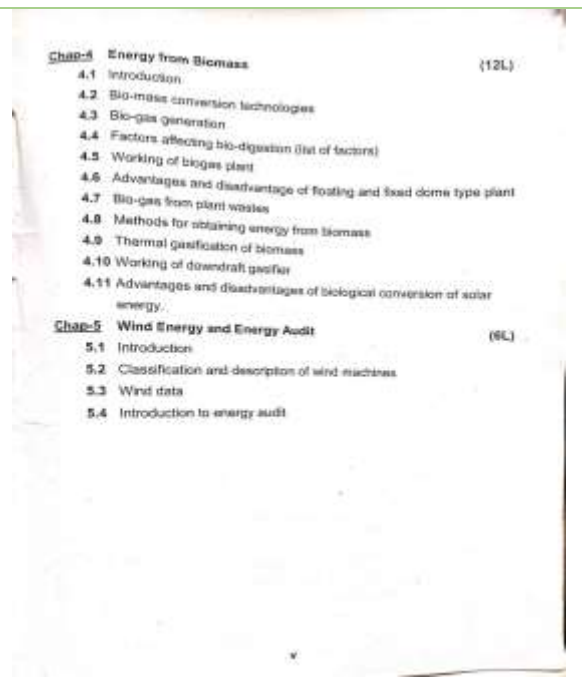 Chap-4 Energy from Biomass (12L)
4.1 Introduction
4.2 Bio-mass conversion technologies
4.3 Bio-gas generation
4.4 Factors affecting bio-digestion (list of factors)
4.5 Working of biogas plant
4.6 Advantages and disadvantage of floating and fixed dome type plant
4.7 Bio-gas from plant wastes
4.8 Methods for obtaining energy from biomass
4.9 Thermal gasification of biomass
4.10 Working of downdraft gasifier
4.11 Advantages and disadvantages of biological conversion of solar
energy.
Chap-5 Wind Energy and Energy Audit (6L)
5.1 Introduction
5.2 Classification and description of wind machines
5.3 Wind data
5.4 Introduction to energy audit
v